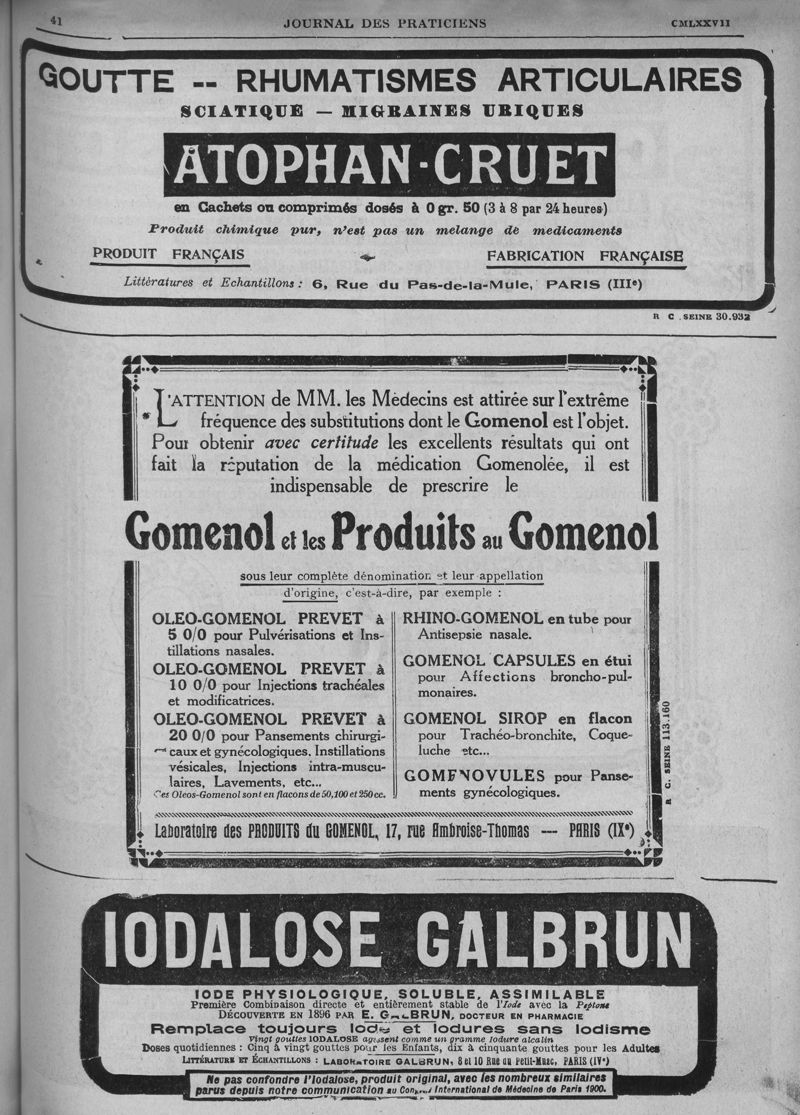 41
JOURNAL DES PRATICIENS
CMLXXVII
GOUTTE -- RHUMATISMES ARTICULAIRES
SCIATIQUE — MIGRAINES URIQUES
ATOPHAN-CRUET
en Cachets ou comprimés dosés à 0 gr. 50 (3 à 8 par 24 heures)
Produit chimique pur, n'est pas un melange de medicaments
PRODUIT FRANÇAIS
FABRICATION FRANÇAISE
Littèratures et Echantillons : 6, Rue du Pas-de-la-Mule, PARIS (IIIe)
R C . SEINE 30.932
L'ATTENTION de MM. les Mèdecins est attirée sur l'extrême
fréquence des substitutions dont le Gomenol est l'objet.
Pour obtenir avec certitude les excellents résultats qui ont
fait la réputation de la médication Gomenolée, il est
indispensable de prescrire le
Gomenol et les Produits au Gomenol
sous leur complète dénomination et leur appellation
d'origine, c'est-à-dire, par exemple :
OLEO-GOMENOL PREVET à
5 0/0 pour Pulvérisations et Ins-
tillations nasales.
OLEO-GOMENOL PREVET à
10 0/0 pour Injections trachéales
et modificatrices.
OLEO-GOMENOL PREVET à
20 0/0 pour Pansements chirurgi-
caux et gynécologiques. Instillations
vésicales, Injections intra-muscu-
laires, Lavements, etc...
Ces Oleos-Gomenol sont en flacons de 50, 100 et 250 cc.
RHINO-GOMENOL en tube pour
Antisepsie nasale.
GOMENOL CAPSULES en étui
pour Affections broncho-pul-
monaires.
GOMENOL SIROP en flacon
pour Trachéo-bronchite, Coque-
luche etc...
GOMENOVULES pour Panse-
ments gynécologiques.
R C. SEINE 113.160
Laboratoire des PRODUITS du GOMENOL, 17, rue Ambroise-Thomas — PARIS (IXe)
IODALOSE GALBRUN
IODE PHYSIOLOGIQUE, SOLUBLE, ASSIMILABLE
Première Combinaison directe et entièrement stable de l'Iode avec la Peptone
DÉCOUVERTE EN 1896 PAR E. GALBRUN, DOCTEUR EN PHARMACIE
Remplace toujours Iode et Iodures sans Iodisme
Vingt gouttes IODALOSE agissent comme un gramme Iodure alcalin
Doses quotidiennes : Cinq à vingt gouttes pour les Enfants, dix à cinquante gouttes pour les Adultes
LITTÉRATURE ET ÉCHANTILLONS : LABORATOIRE GALBRUN, 8 et 10 Rue du Petit-Musc, PARIS (IVe)
Ne pas confondre l'Iodalose, produit original, avec les nombreux similaires
parus depuis notre communication au Congrès International de Médecine de Paris 1900.